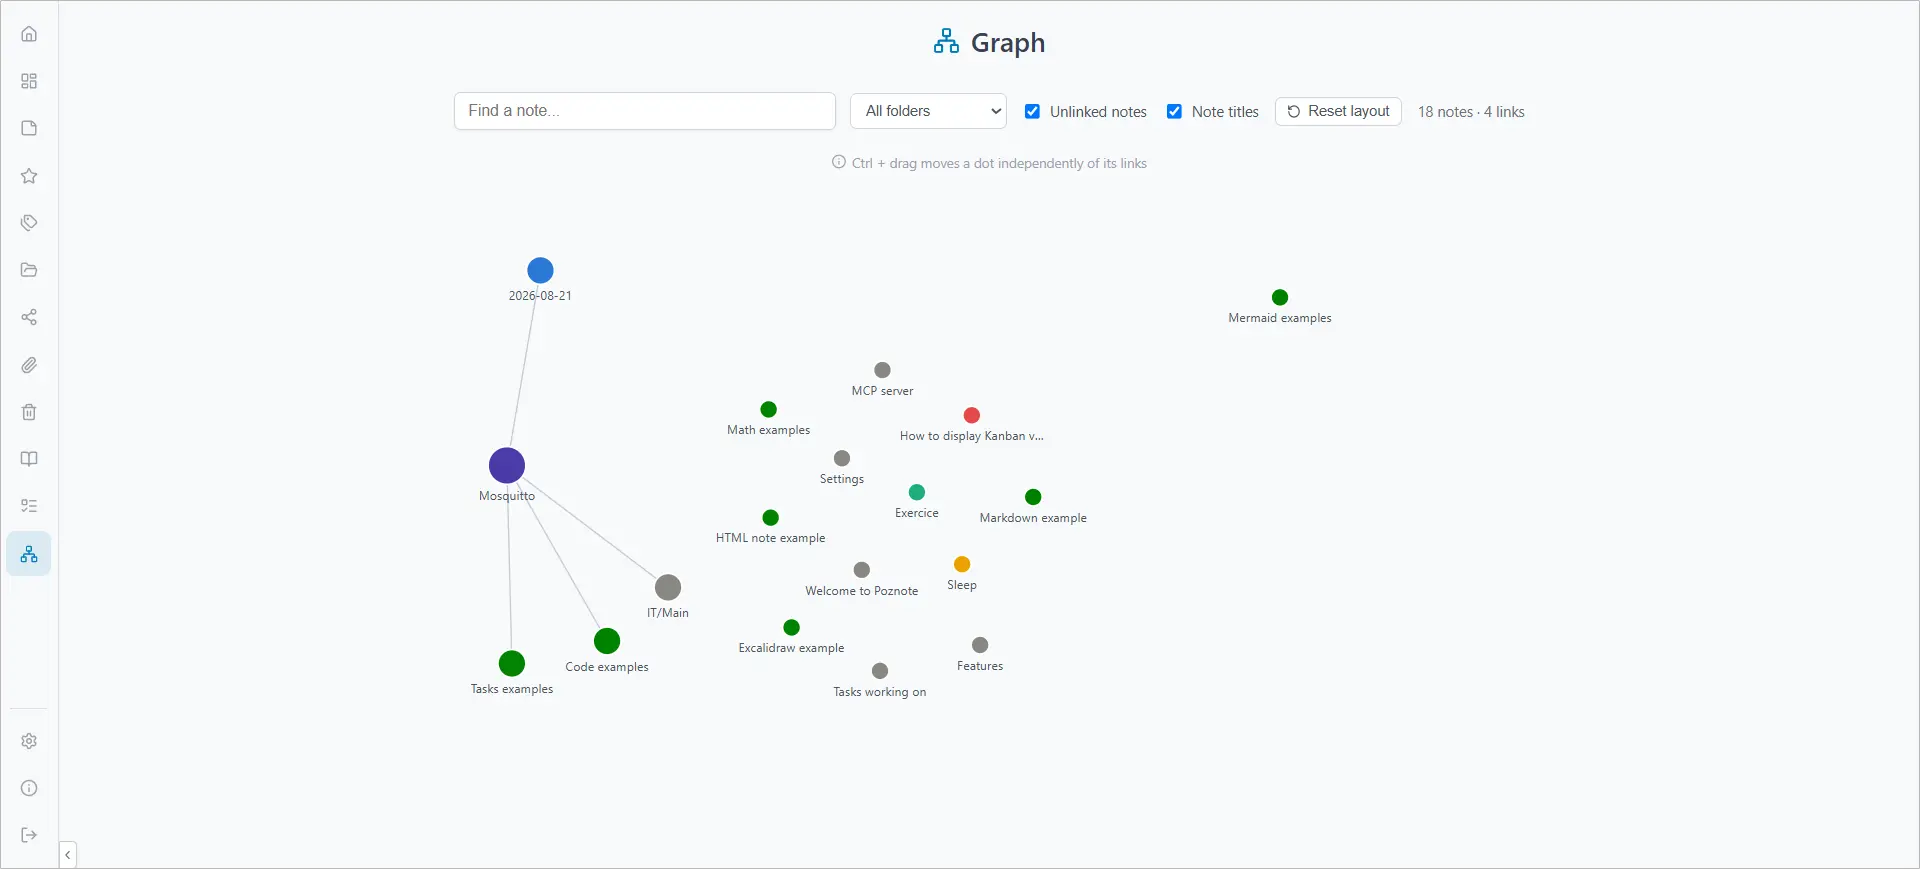 Graph
Find a note...
All folders
Unlinked notes
Note titles
Reset layout
18 notes · 4 links
Ctrl + drag moves a dot independently of its links
2026-08-21
Mermaid examples
MCP server
Math examples
How to display Kanban v...
Settings
Mosquitto
Exercice
Markdown example
HTML note example
Sleep
Welcome to Poznote
IT/Main
Excalidraw example
Code examples
Features
Tasks examples
Tasks working on